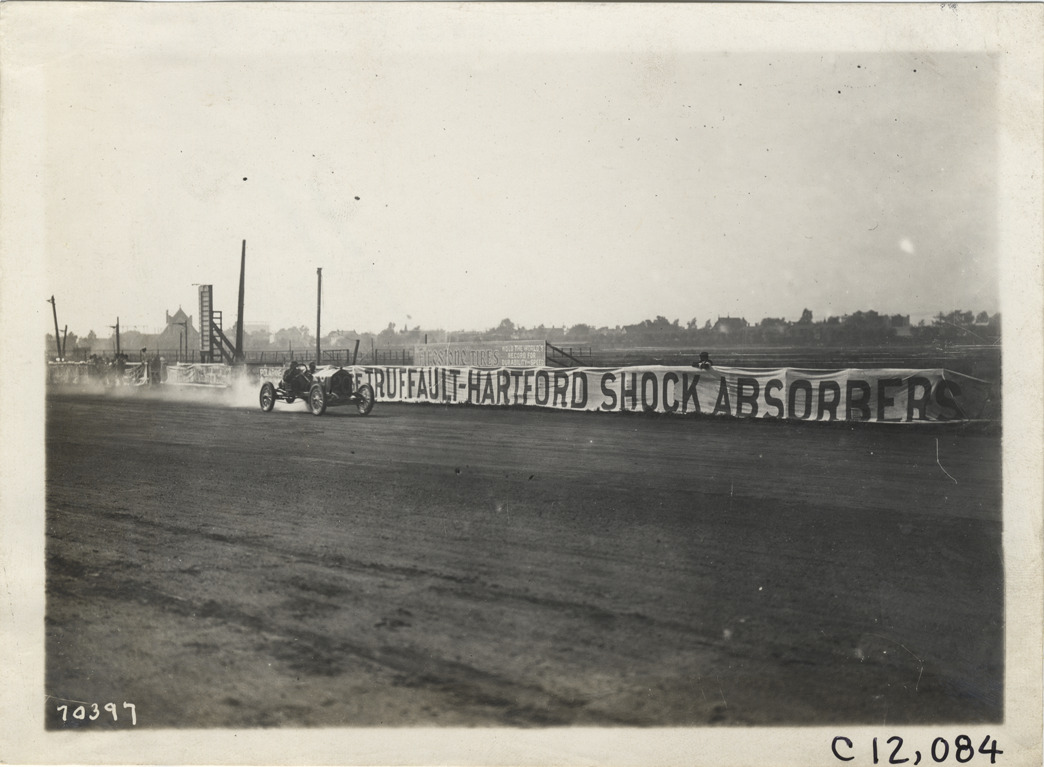 TRUFFAULT-HARTFORD SHOCK ABSORBERS
70397
C 12,084